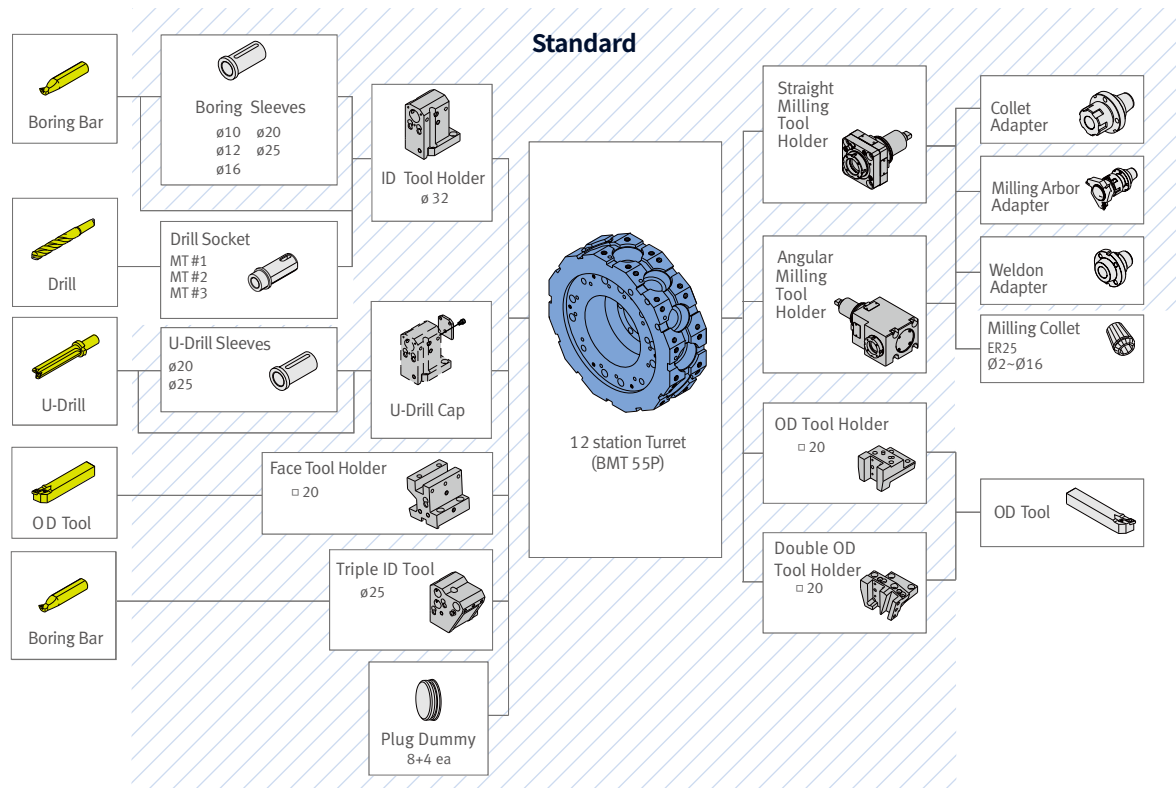 Standard
Boring Bar
Boring Sleeves
ø10 ø20
ø12 ø25
ø16
ID Tool Holder
ø 32
Drill
Drill Socket
MT #1
MT #2
MT #3
U-Drill
U-Drill Sleeves
ø20
ø25
U-Drill Cap
OD Tool
Face Tool Holder
□ 20
Boring Bar
Triple ID Tool
ø25
Plug Dummy
8+4 ea
12 station Turret
(BMT 55P)
Straight
Milling
Tool
Holder
Angular
Milling
Tool
Holder
OD Tool Holder
□ 20
Double OD
Tool Holder
□ 20
Collet
Adapter
Milling Arbor
Adapter
Weldon
Adapter
Milling Collet
ER25
Ø2~Ø16
OD Tool